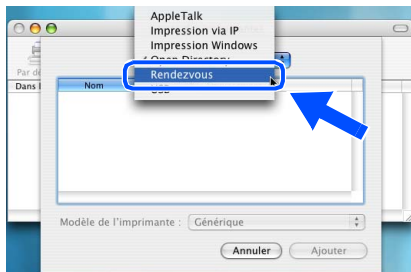 AppleTalk
Impression via IP
Impression Windows
Open Directory
Rendezvous
USB
Par dé
Dans l
Nom
Modèle de l'imprimante :
Générique
Annuler
Ajouter